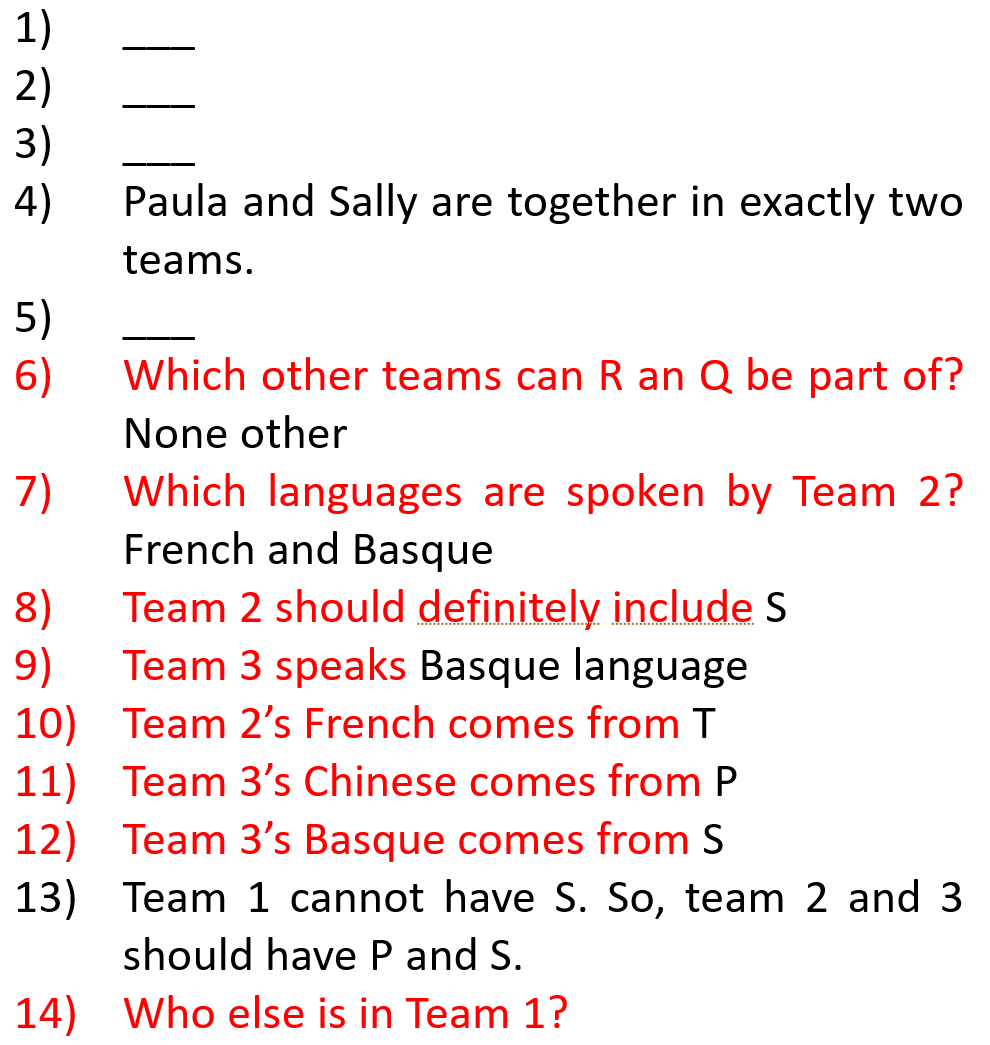 1) ___
2) ___
3) ___
4) Paula and Sally are together in exactly two
teams.
5) ___
6) Which other teams can R an Q be part of?
None other
7) Which languages are spoken by Team 2?
French and Basque
8) Team 2 should definitely include S
9) Team 3 speaks Basque language
10) Team 2’s French comes from T
11) Team 3’s Chinese comes from P
12) Team 3’s Basque comes from S
13) Team 1 cannot have S. So, team 2 and 3
should have P and S.
14) Who else is in Team 1?